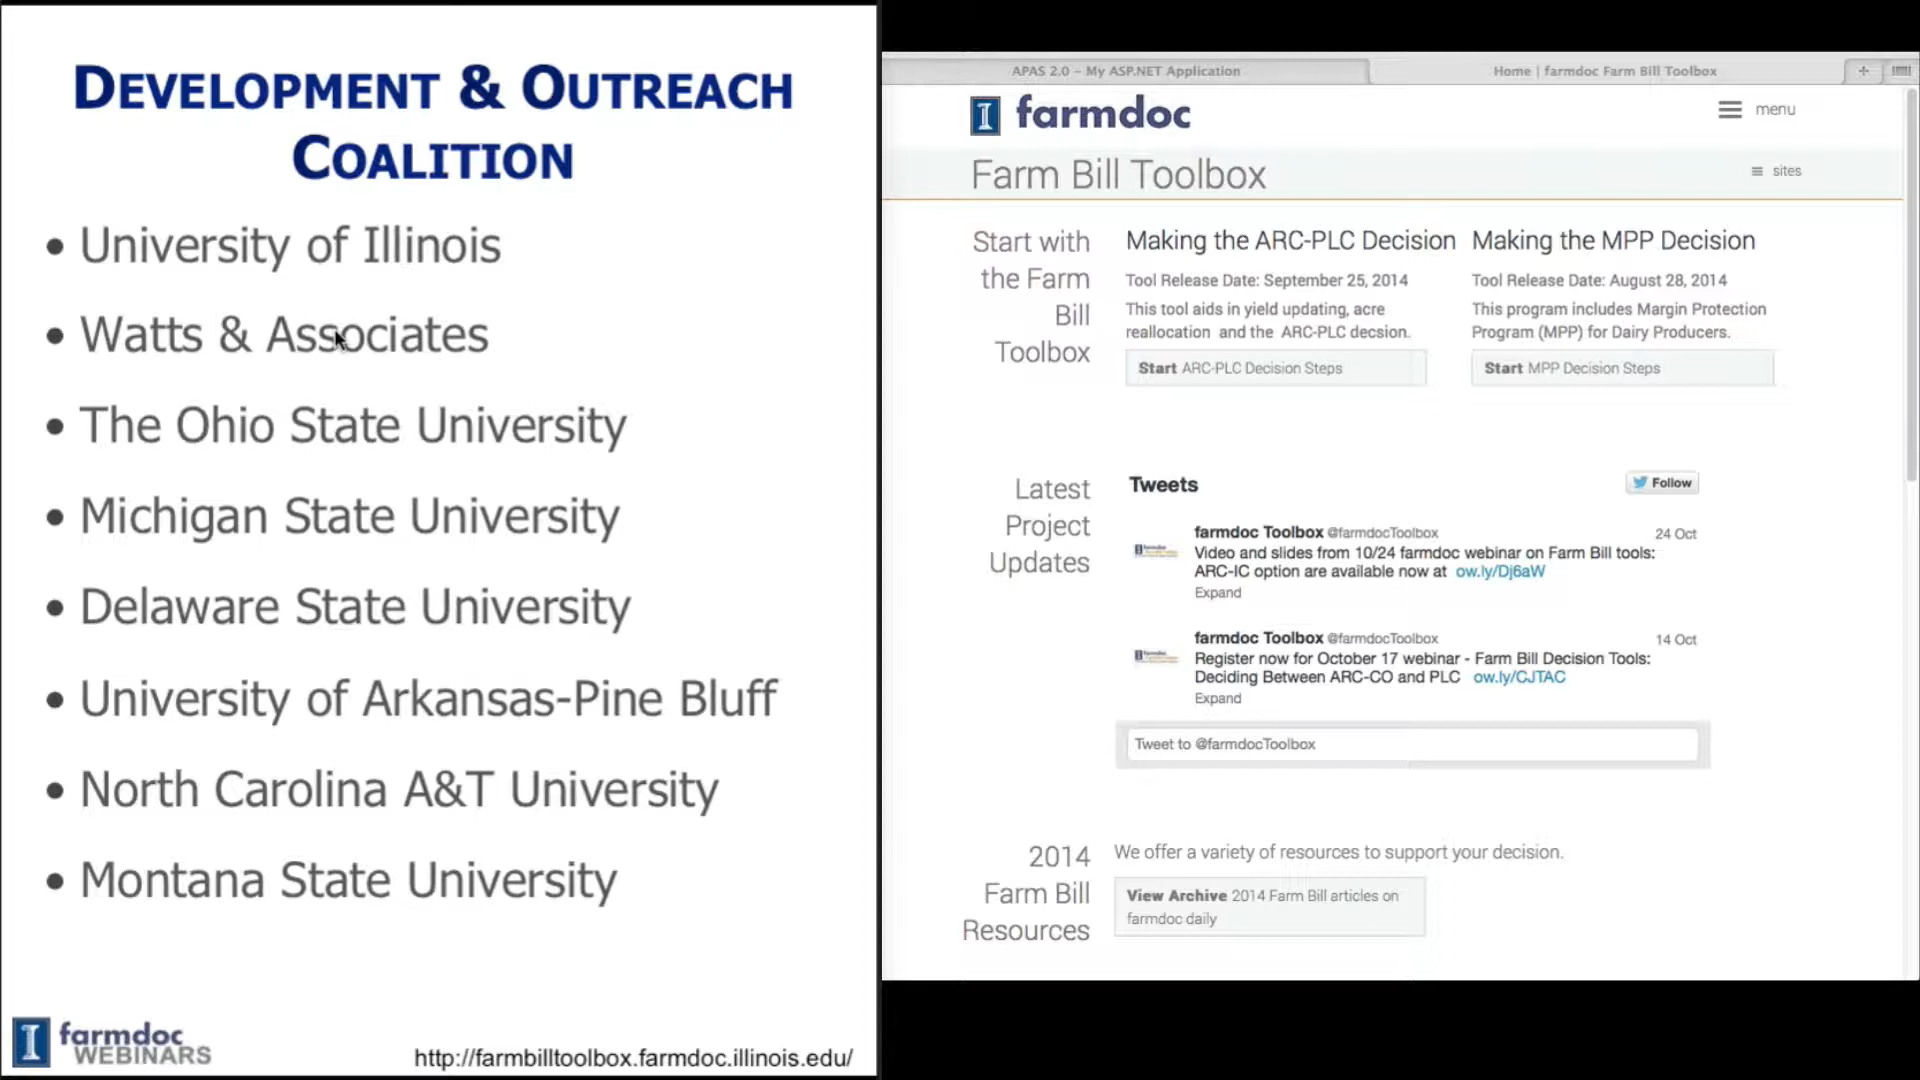 DEVELOPMENT & OUTREACH
COALITION
• University of Illinois
• Watts & Associates
• The Ohio State University
• Michigan State University
• Delaware State University
• University of Arkansas-Pine Bluff
• North Carolina A&T University
• Montana State University
I farmdoc
WEBINARS
http://farmbilltoolbox.farmdoc.illinois.edu/
APAS 2.0 – My ASP.NET Application
Home | farmdoc Farm Bill Toolbox
+
I farmdoc
menu
Farm Bill Toolbox
sites
Start with
the Farm
Bill
Toolbox
Making the ARC-PLC Decision
Tool Release Date: September 25, 2014
This tool aids in yield updating, acre
reallocation and the ARC-PLC decsion.
Start ARC-PLC Decision Steps
Making the MPP Decision
Tool Release Date: August 28, 2014
This program includes Margin Protection
Program (MPP) for Dairy Producers.
Start MPP Decision Steps
Latest
Project
Updates
Tweets
Follow
farmdoc Toolbox @farmdocToolbox
24 Oct
Video and slides from 10/24 farmdoc webinar on Farm Bill tools:
ARC-IC option are available now at ow.ly/Dj6aW
Expand
farmdoc Toolbox @farmdocToolbox
14 Oct
Register now for October 17 webinar - Farm Bill Decision Tools:
Deciding Between ARC-CO and PLC ow.ly/CJTAC
Expand
Tweet to @farmdocToolbox
2014
Farm Bill
Resources
We offer a variety of resources to support your decision.
View Archive 2014 Farm Bill articles on
farmdoc daily